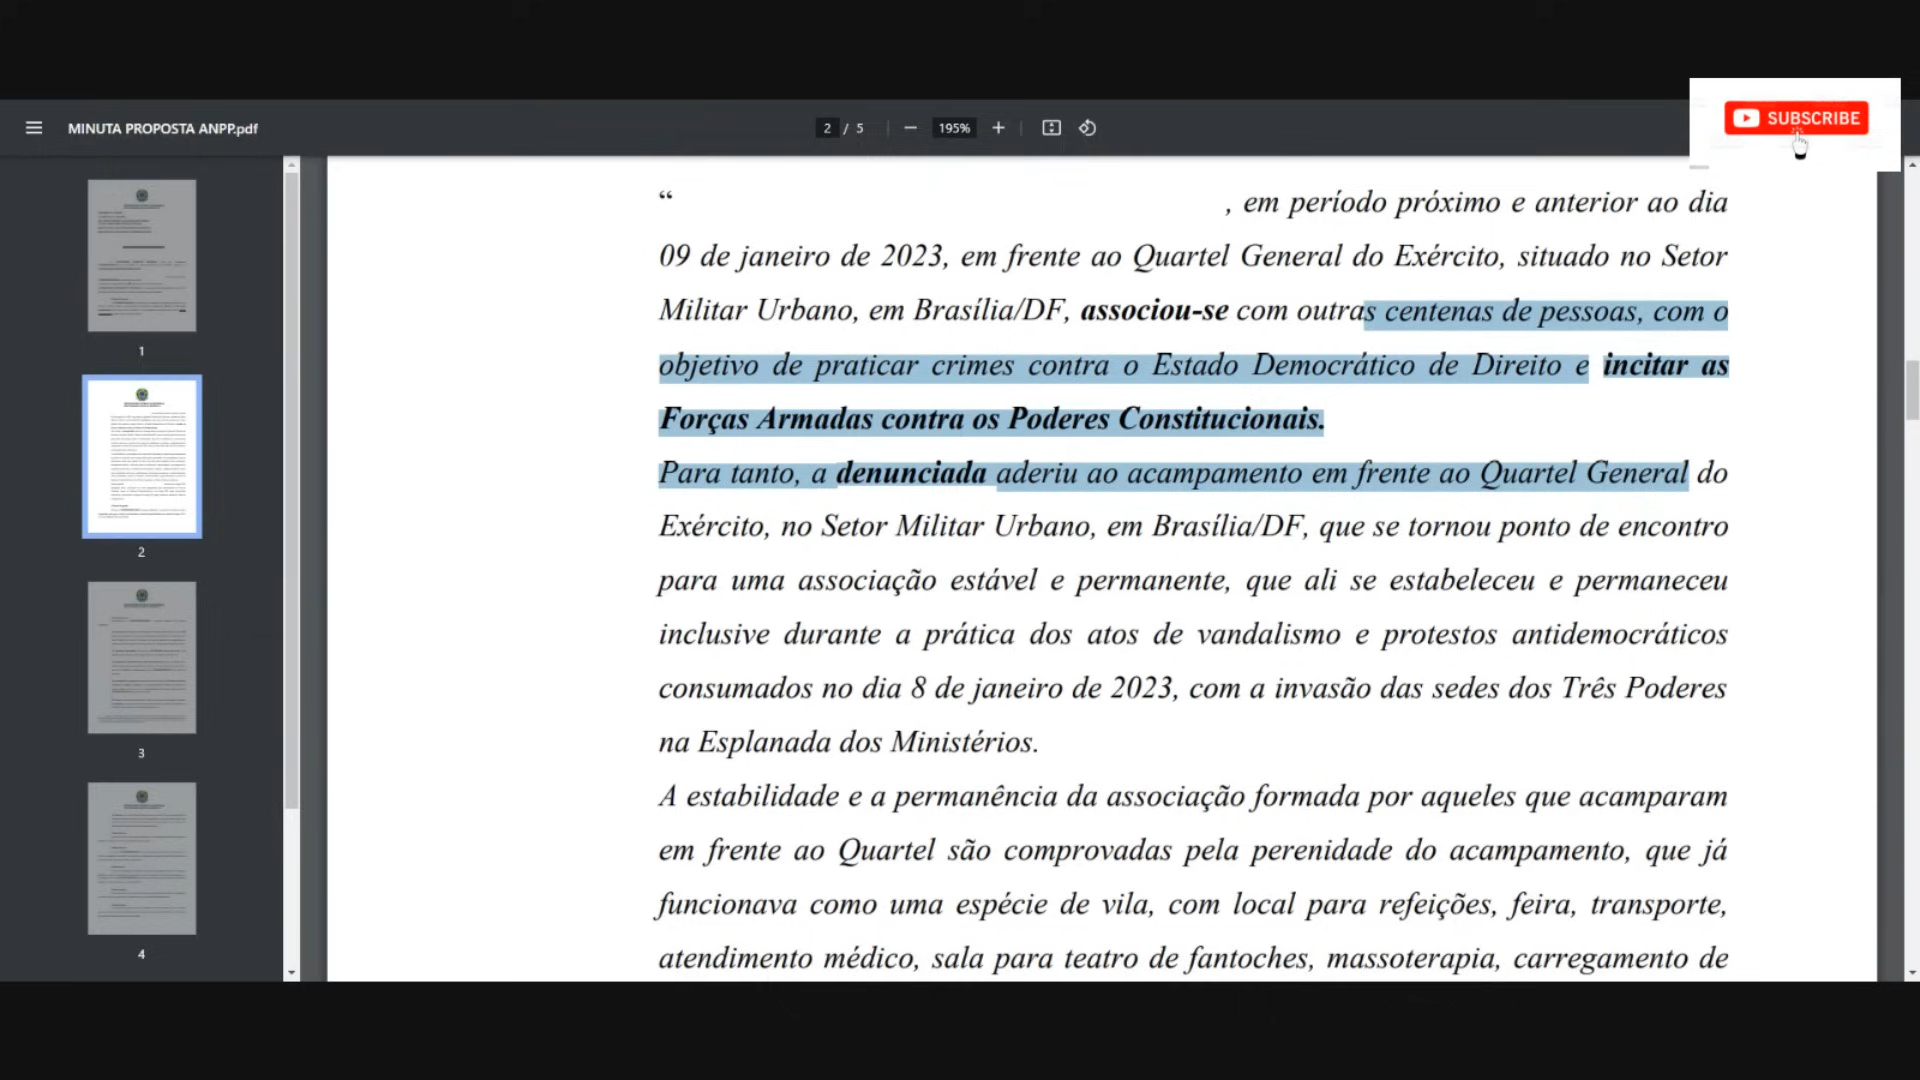 MINUTA PROPOSTA ANPP.pdf
2 / 5
195%
SUBSCRIBE
1
2
3
4
“ , em período próximo e anterior ao dia
09 de janeiro de 2023, em frente ao Quartel General do Exército, situado no Setor
Militar Urbano, em Brasília/DF, associou-se com outras centenas de pessoas, com o
objetivo de praticar crimes contra o Estado Democrático de Direito e incitar as
Forças Armadas contra os Poderes Constitucionais.
Para tanto, a denunciada aderiu ao acampamento em frente ao Quartel General do
Exército, no Setor Militar Urbano, em Brasília/DF, que se tornou ponto de encontro
para uma associação estável e permanente, que ali se estabeleceu e permaneceu
inclusive durante a prática dos atos de vandalismo e protestos antidemocráticos
consumados no dia 8 de janeiro de 2023, com a invasão das sedes dos Três Poderes
na Esplanada dos Ministérios.
A estabilidade e a permanência da associação formada por aqueles que acamparam
em frente ao Quartel são comprovadas pela perenidade do acampamento, que já
funcionava como uma espécie de vila, com local para refeições, feira, transporte,
atendimento médico, sala para teatro de fantoches, massoterapia, carregamento de